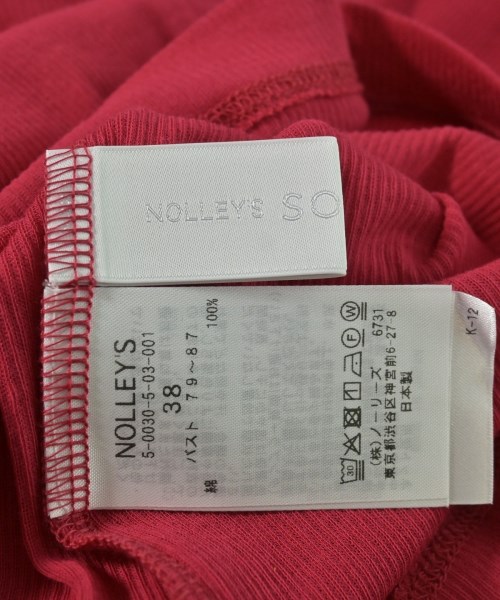 NOLLEY'S SO
NOLLEY'S
5-0030-5-03-001
38
バスト 79～87
綿 100%
30
F W
(株)ノーリーズ 6731
東京都渋谷区神宮前6-27-8
日本製
K-12